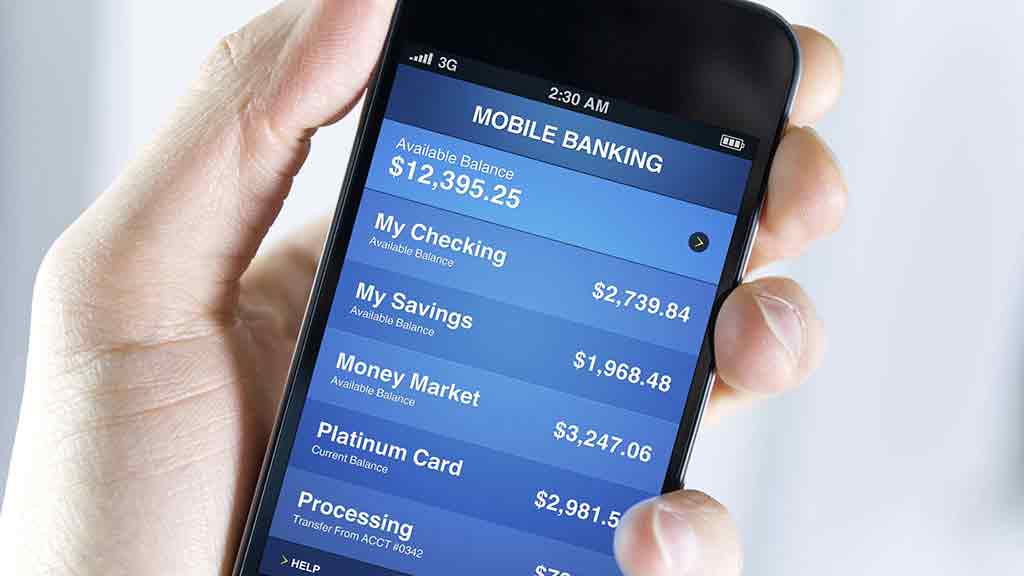 3G
2:30 AM
MOBILE BANKING
Available Balance
$12,395.25
My Checking
Available Balance
$2,739.84
My Savings
Available Balance
$1,968.48
Money Market
Available Balance
$3,247.06
Platinum Card
Current Balance
Processing
Transfer From ACCT #0342
> HELP